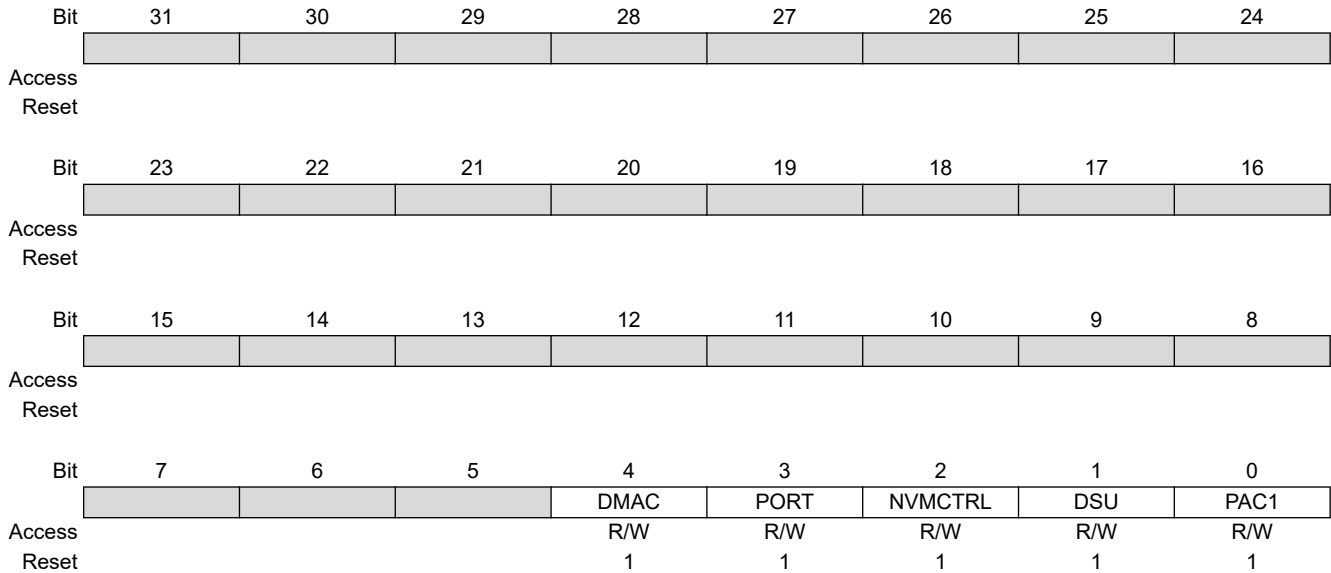 Bit 31 30 29 28 27 26 25 24
Access
Reset
Bit 23 22 21 20 19 18 17 16
Access
Reset
Bit 15 14 13 12 11 10 9 8
Access
Reset
Bit 7 6 5 4 3 2 1 0
DMAC PORT NVMCTRL DSU PAC1
Access R/W R/W R/W R/W R/W
Reset 1 1 1 1 1